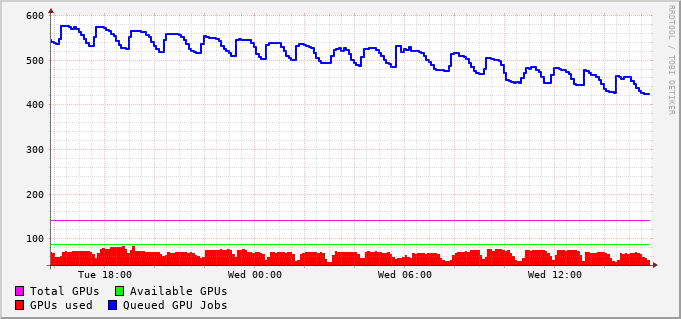 600
500
400
300
200
100
Tue 18:00 Wed 00:00 Wed 06:00 Wed 12:00
Total GPUs Available GPUs
GPUs used Queued GPU Jobs
RRDTOOL / TOBI OETIKER